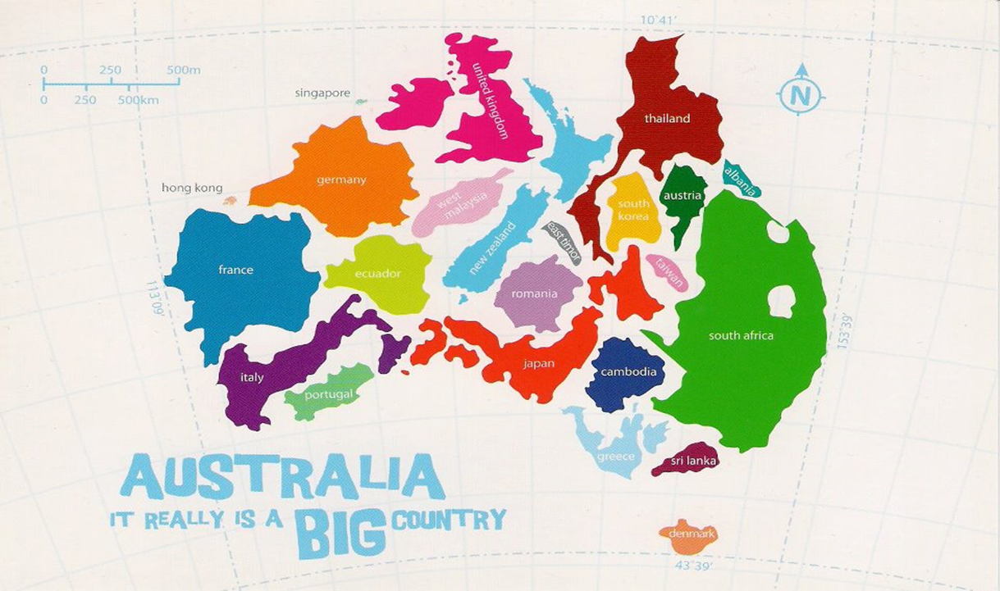 10°41'
0 250 500m
0 250 500km
N
singapore
united kingdom
thailand
germany
hong kong
west
malaysia
south
korea
austria
albania
france
ecuador
new zealand
east timor
romania
taiwan
113°09'
153°39'
south africa
italy
portugal
japan
cambodia
greece
sri lanka
AUSTRALIA
IT REALLY IS A BIG COUNTRY
denmark
43°39'